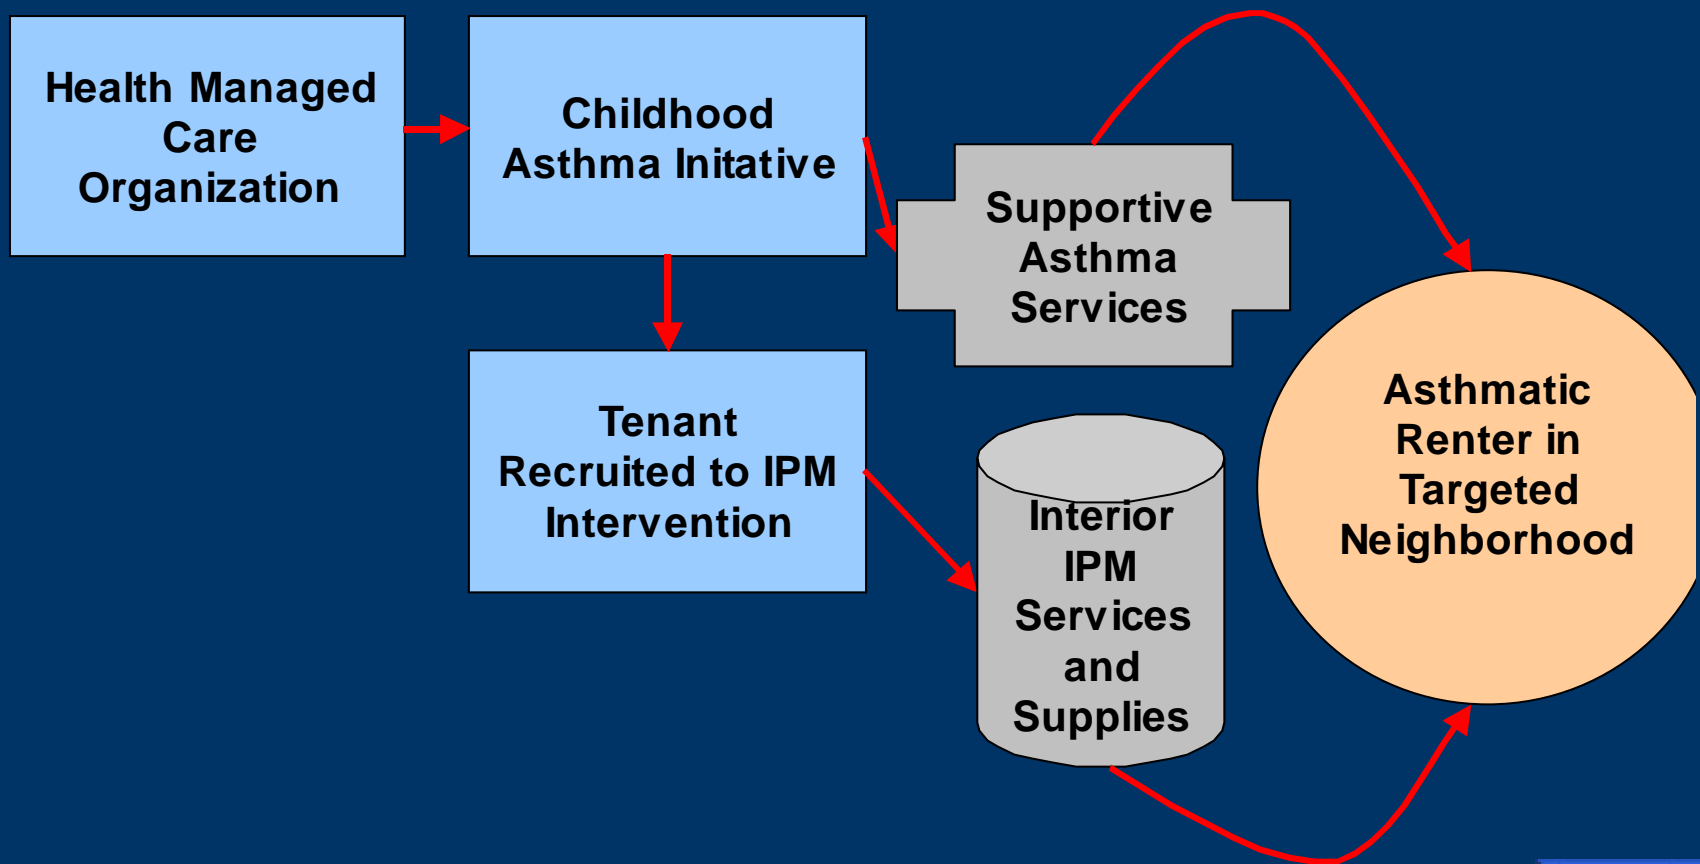 Health Managed
Care
Organization
Childhood
Asthma Initative
Supportive
Asthma
Services
Tenant
Recruited to IPM
Intervention
Interior
IPM
Services
and
Supplies
Asthmatic
Renter in
Targeted
Neighborhood